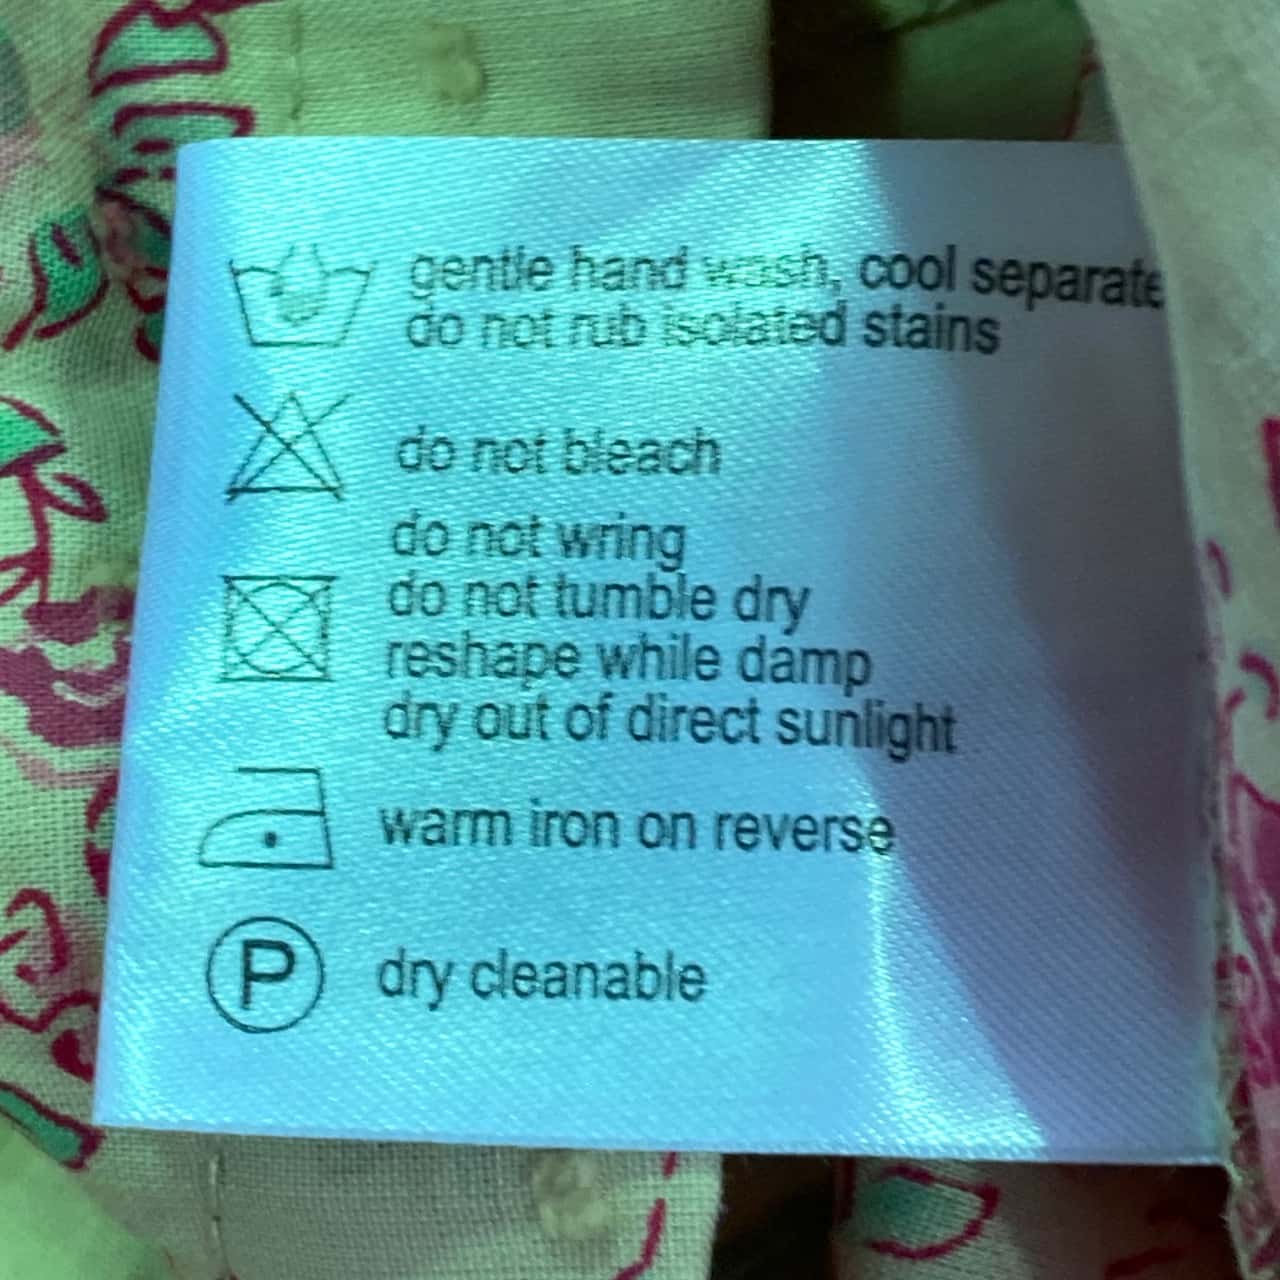 gentle hand wash, cool separate
do not rub isolated stains
do not bleach
do not wring
do not tumble dry
reshape while damp
dry out of direct sunlight
warm iron on reverse
P dry cleanable